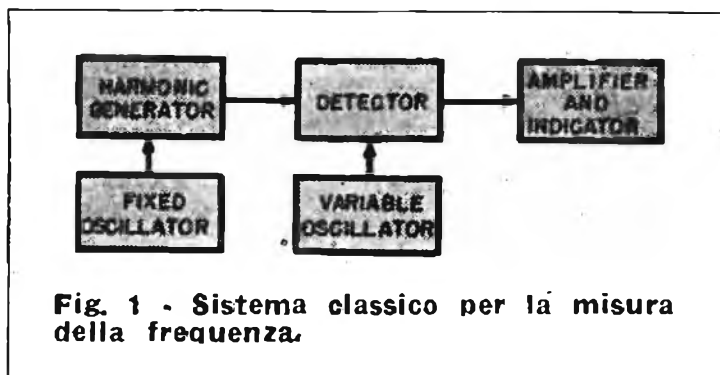 HARMONIC
GENERATOR
DETECTOR
AMPLIFIER
AND
INDICATOR
FIXED
OSCILLATOR
VARIABLE
OSCILLATOR
Fig. 1 - Sistema classico per la misura
della frequenza.